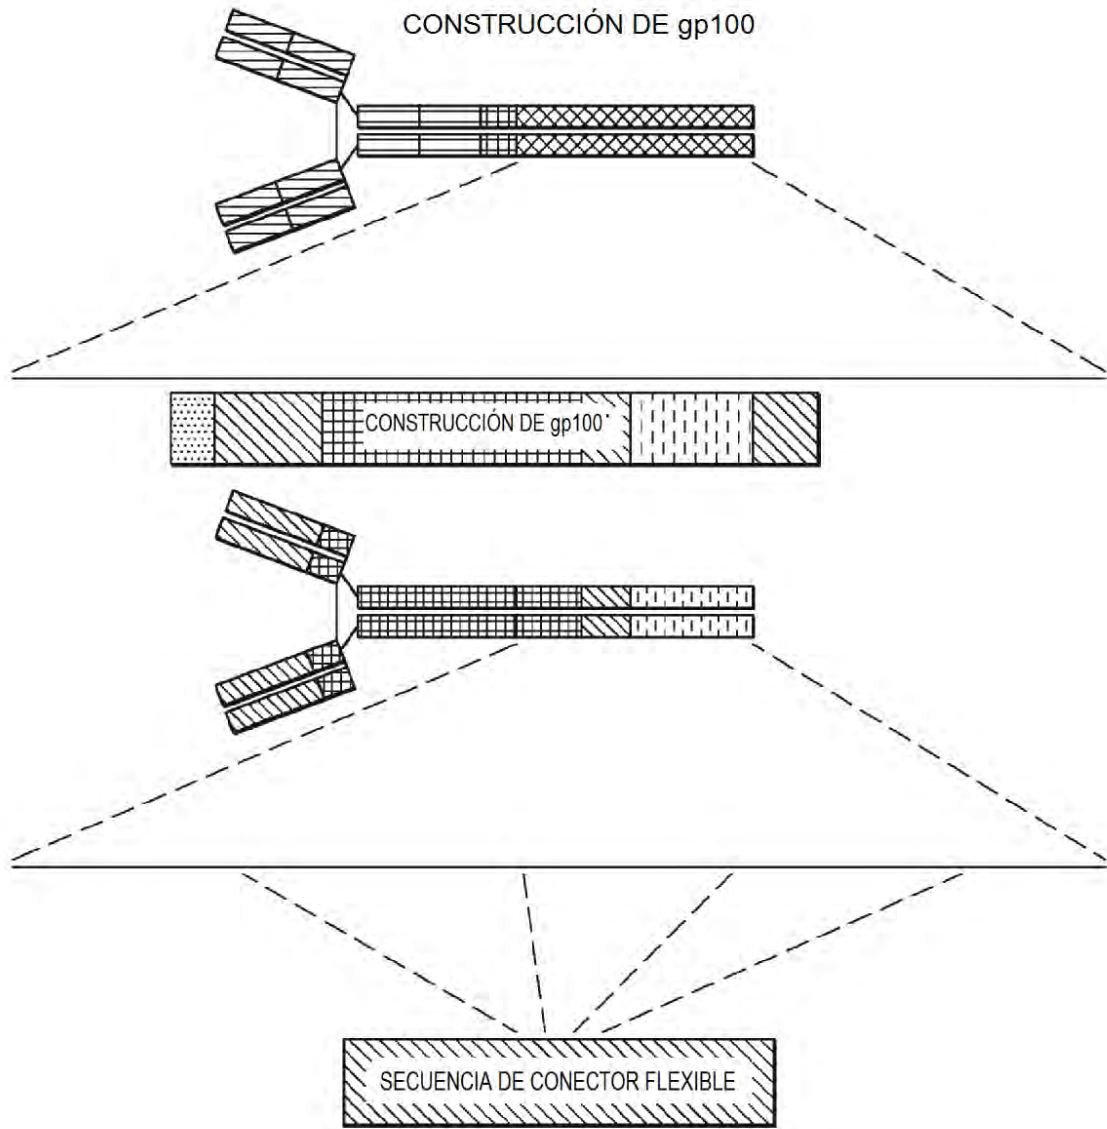 CONSTRUCCIÓN DE gp100
CONSTRUCCIÓN DE gp100
SECUENCIA DE CONECTOR FLEXIBLE